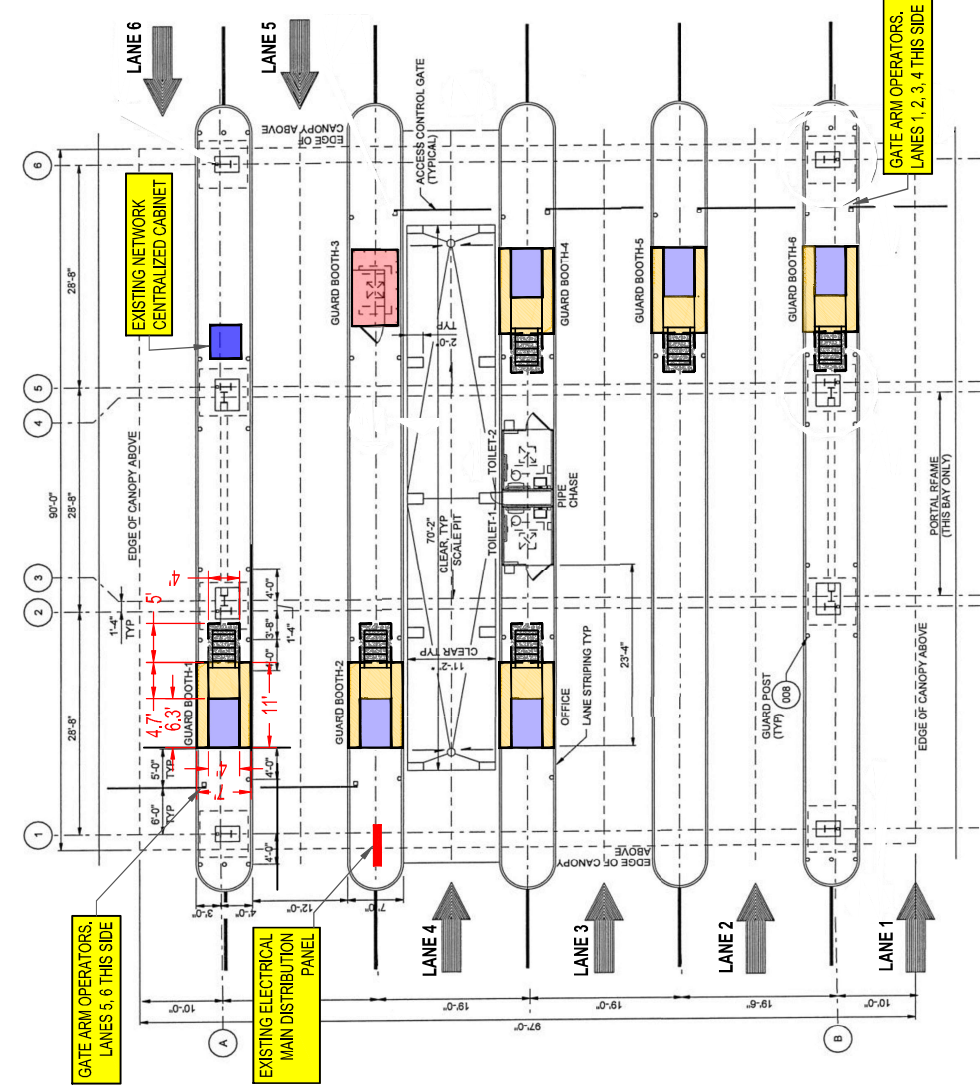 LANE 6
LANE 5
GATE ARM OPERATORS,
LANES 1, 2, 3, 4 THIS SIDE
EXISTING NETWORK
CENTRALIZED CABINET
EDGE OF
CANOPY ABOVE
ACCESS CONTROL GATE
(TYPICAL)
6
5
4
3
2
1
28'-8"
28'-8"
28'-8"
90'-0"
EDGE OF CANOPY ABOVE
GUARD BOOTH-3
GUARD BOOTH-4
GUARD BOOTH-5
GUARD BOOTH-6
2'-0"
TYP
TOILET-2
TOILET-1
PIPE
CHASE
70'-2"
CLEAR, TYP
SCALE PIT
PORTAL RFAME
(THIS BAY ONLY)
1'-4"
TYP
5'
4'
4'-0"
1'-4"
3'-8"
4'-0"
GUARD BOOTH-1
4.7'
6.3'
11'
4'
7'
5'-0"
TYP
6'-0"
TYP
4'-0"
4'-0"
GUARD BOOTH-2
CLEAR TYP
11'-2"
OFFICE
LANE STRIPING TYP
23'-4"
GUARD POST
(TYP)
008
EDGE OF CANOPY ABOVE
EDGE OF CANOPY
ABOVE
GATE ARM OPERATORS,
LANES 5, 6 THIS SIDE
EXISTING ELECTRICAL
MAIN DISTRIBUTION
PANEL
3'-0"
4'-0"
12'-0"
7'-0"
LANE 4
LANE 3
LANE 2
LANE 1
10'-0"
19'-0"
19'-0"
19'-6"
10'-0"
97'-0"
A
B